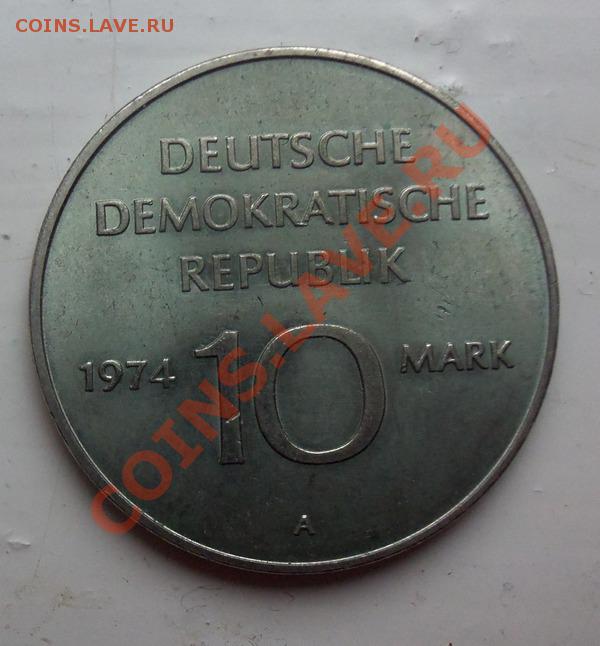 COINS.LAVE.RU
DEUTSCHE
DEMOKRATISCHE
REPUBLIK
1974 10 MARK
A
COINS.LAVE.RU